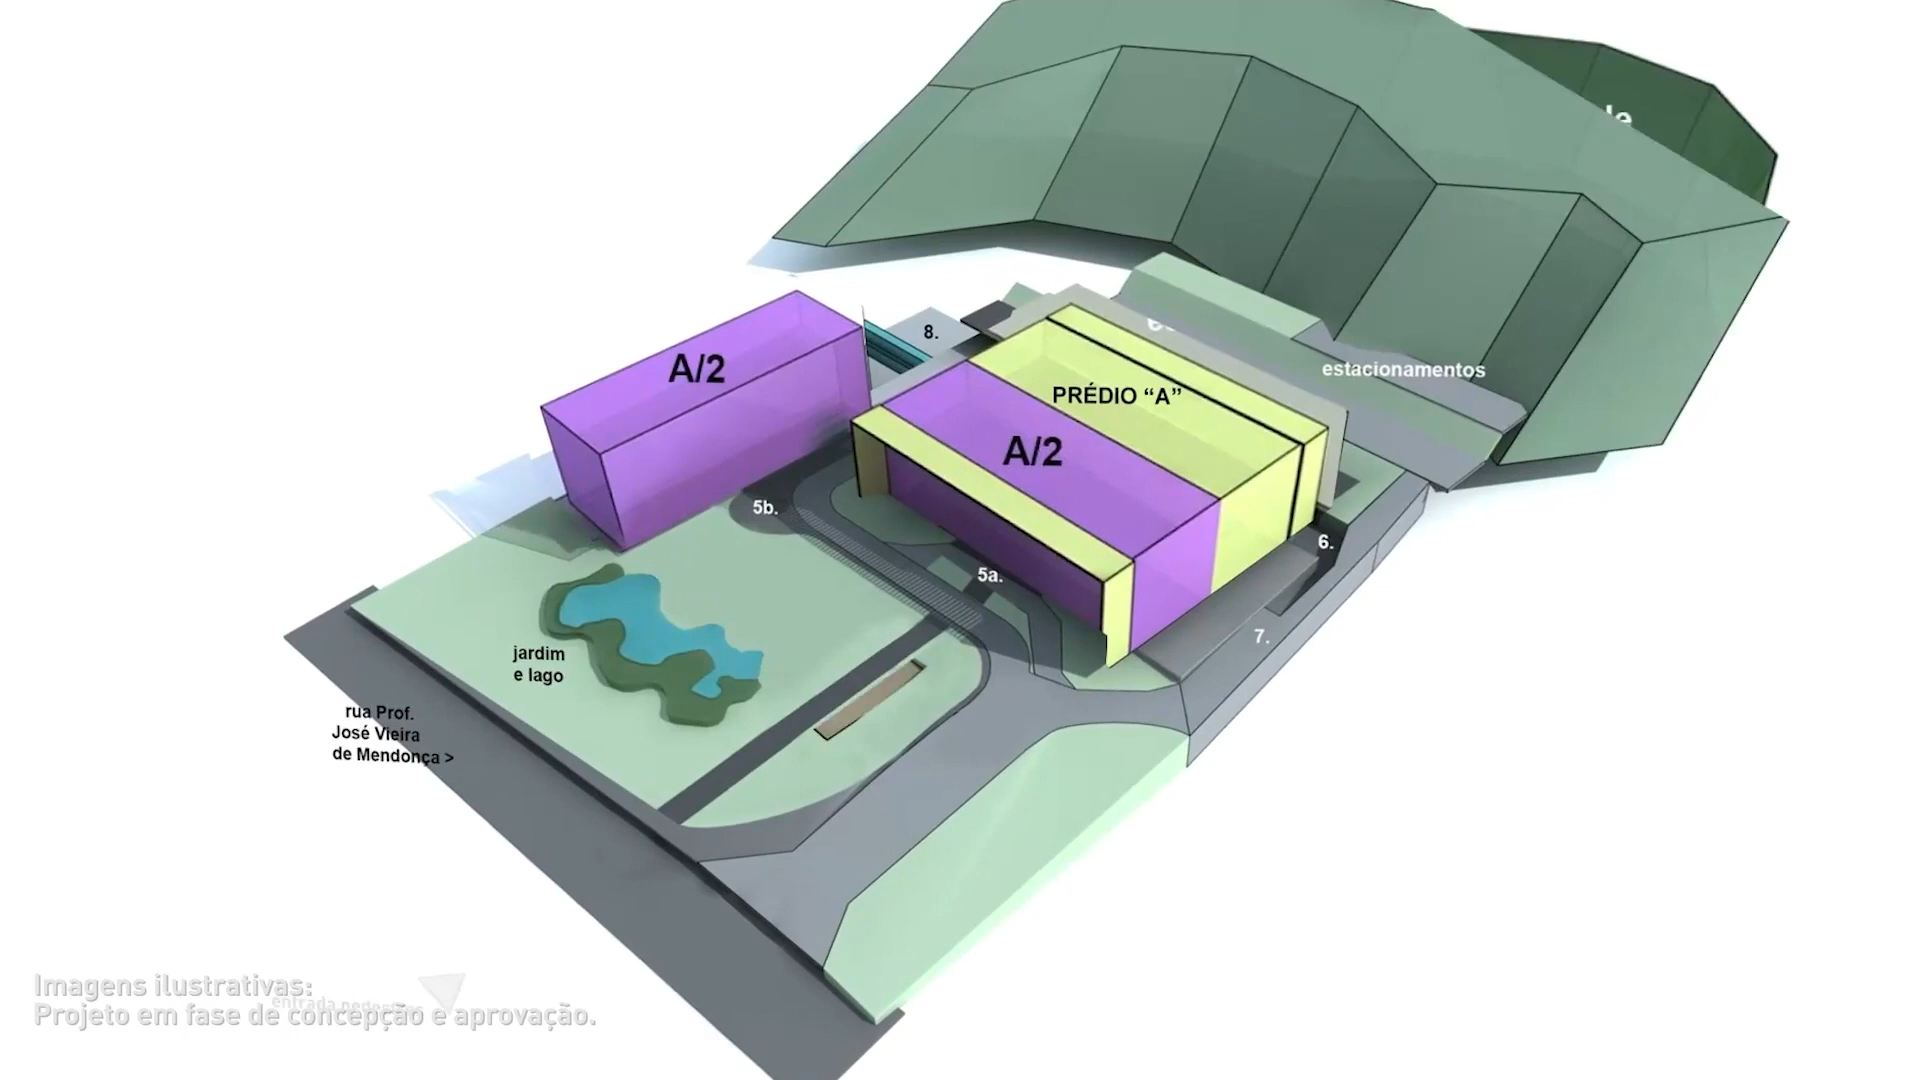 8.
A/2
estacionamentos
PRÉDIO “A”
A/2
5b.
6.
5a.
7.
jardim
e lago
rua Prof.
José Vieira
de Mendonça >
Imagens ilustrativas:
Projeto em fase de concepção e aprovação.